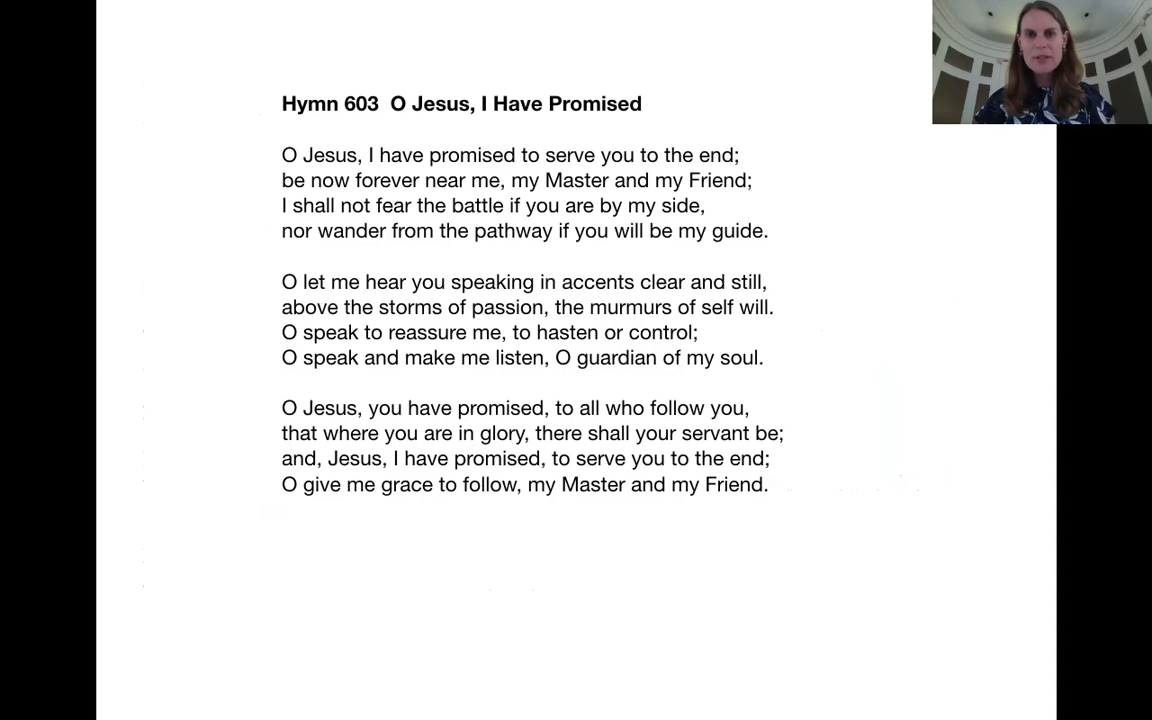 Hymn 603  O Jesus, I Have Promised
O Jesus, I have promised to serve you to the end;
be now forever near me, my Master and my Friend;
I shall not fear the battle if you are by my side,
nor wander from the pathway if you will be my guide.
O let me hear you speaking in accents clear and still,
above the storms of passion, the murmurs of self will.
O speak to reassure me, to hasten or control;
O speak and make me listen, O guardian of my soul.
O Jesus, you have promised, to all who follow you,
that where you are in glory, there shall your servant be;
and, Jesus, I have promised, to serve you to the end;
O give me grace to follow, my Master and my Friend.